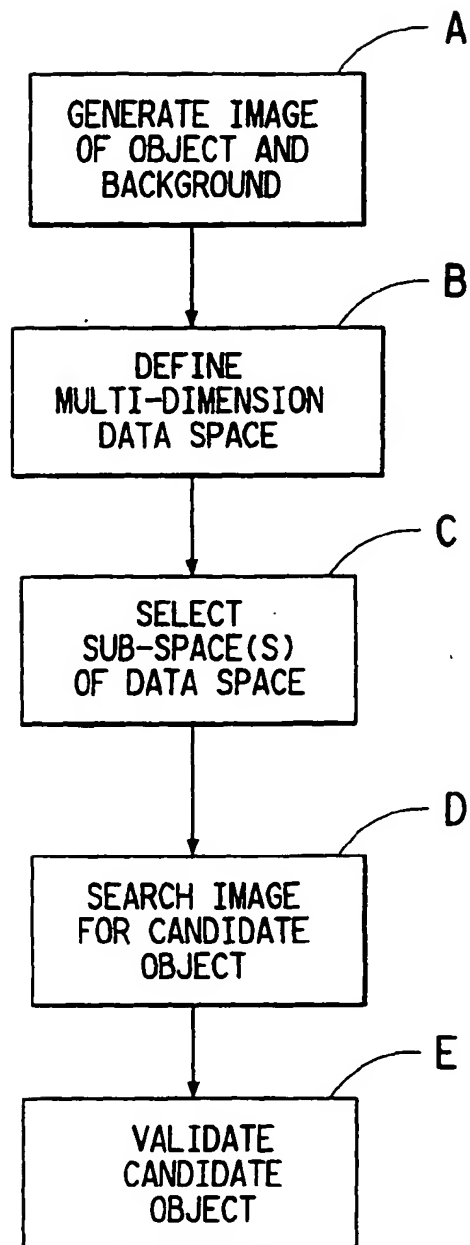 A
GENERATE IMAGE
OF OBJECT AND
BACKGROUND
B
DEFINE
MULTI-DIMENSION
DATA SPACE
C
SELECT
SUB-SPACE(S)
OF DATA SPACE
D
SEARCH IMAGE
FOR CANDIDATE
OBJECT
E
VALIDATE
CANDIDATE
OBJECT